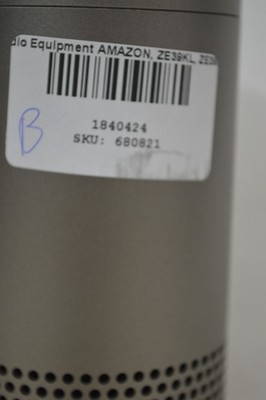 dio Equipment AMAZON, ZE39KL, ZE3
1840424
B
SKU: 680821